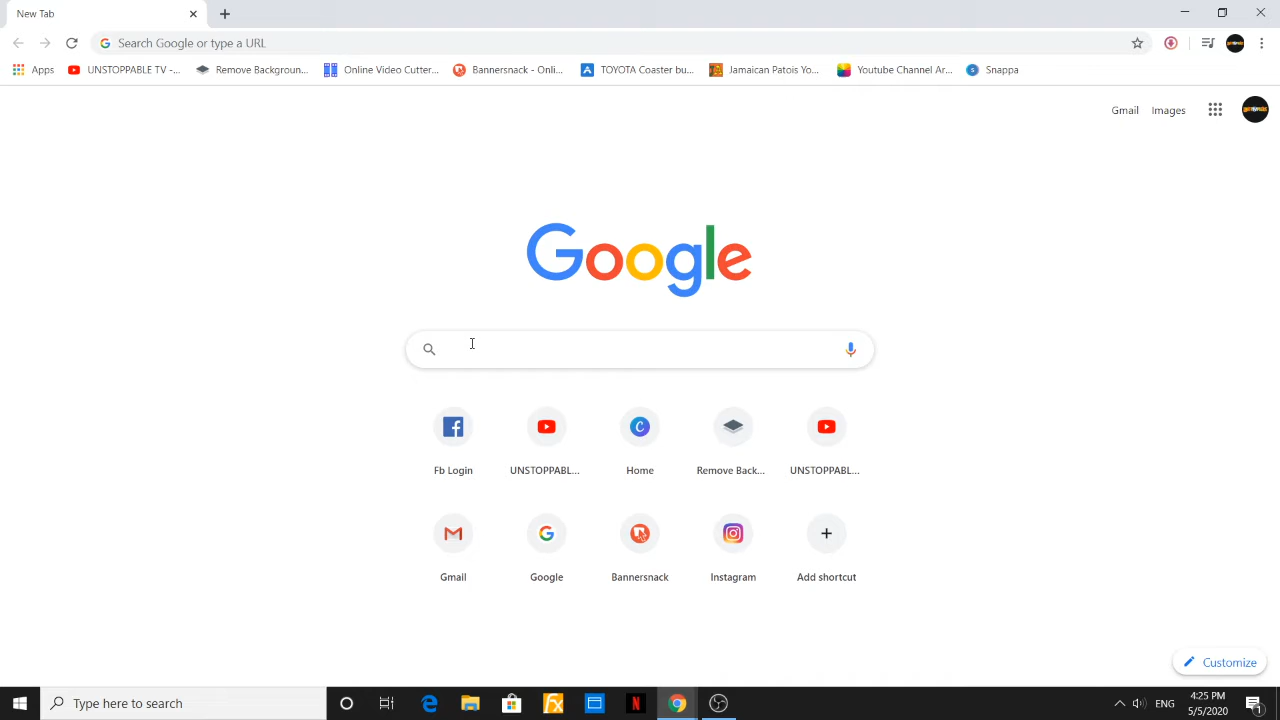 New Tab
Search Google or type a URL
Apps UNSTOPPABLE TV -... Remove Backgroun... Online Video Cutter... Bannersnack - Onli... TOYOTA Coaster bu... Jamaican Patois Yo... Youtube Channel Ar... Snappa
Gmail Images
Google
Fb Login UNSTOPPABL... Home Remove Back... UNSTOPPABL...
Gmail Google Bannersnack Instagram Add shortcut
Customize
Type here to search
ENG
4:25 PM
5/5/2020
1